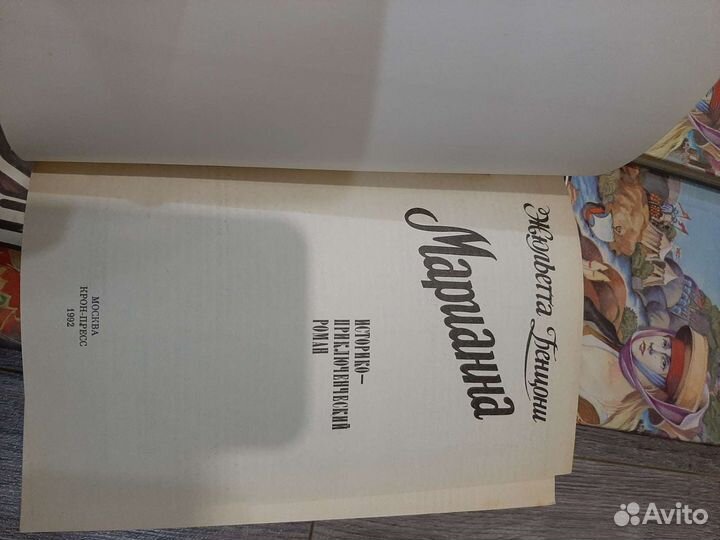 Жюльетта Бенцони
Марианна
ИСТОРИКО—
ПРИКЛЮЧЕНЧЕСКИЙ
РОМАН
МОСКВА
КРОН-ПРЕСС
1992
Avito